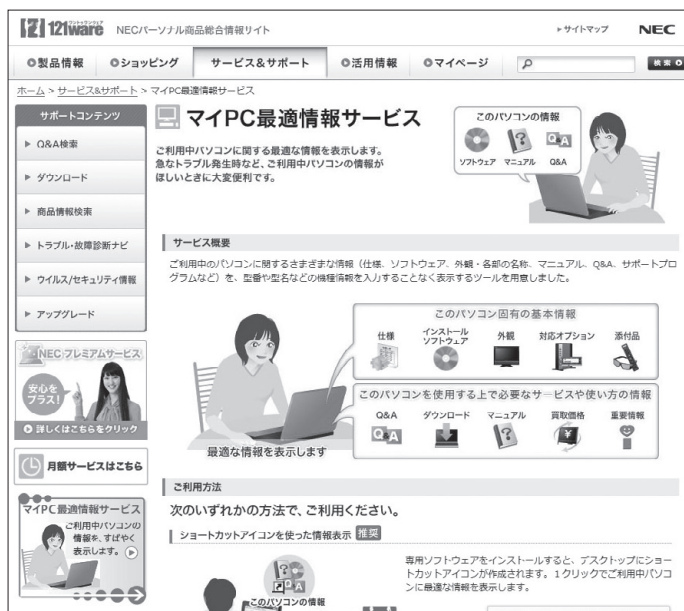 121ware NECパーソナル商品総合情報サイト
サイトマップ
NEC
製品情報
ショッピング
サービス&サポート
活用情報
マイページ
検索
ホーム > サービス&サポート > マイPC最適情報サービス
サポートコンテンツ
Q&A検索
ダウンロード
商品情報検索
トラブル・故障診断ナビ
ウイルス/セキュリティ情報
アップグレード
NEC プレミアムサービス
安心を
プラス!
詳しくはこちらをクリック
月額サービスはこちら
マイPC最適情報サービス
ご利用中パソコンの
情報を、すばやく
表示します。
マイPC最適情報サービス
ご利用中パソコンに関する最適な情報を表示します。
急なトラブル発生時など、ご利用中パソコンの情報が
ほしいときに大変便利です。
このパソコンの情報
ソフトウェア
マニュアル
Q&A
サービス概要
ご利用中のパソコンに関するさまざまな情報(仕様、ソフトウェア、外観・各部の名称、マニュアル、Q&A、サポートプロ
グラムなど)を、型番や型名などの機種情報を入力することなく表示するツールを用意しました。
このパソコン固有の基本情報
仕様
インストール
ソフトウェア
外観
対応オプション
添付品
このパソコンを使用する上で必要なサービスや使い方の情報
Q&A
ダウンロード
マニュアル
買取価格
重要情報
Q&A
最適な情報を表示します
ご利用方法
次のいずれかの方法で、ご利用ください。
ショートカットアイコンを使った情報表示 推奨
このパソコンの情報
専用ソフトウェアをインストールすると、デスクトップにショー
トカットアイコンが作成されます。1クリックでご利用中パソコ
ンに最適な情報を表示します。